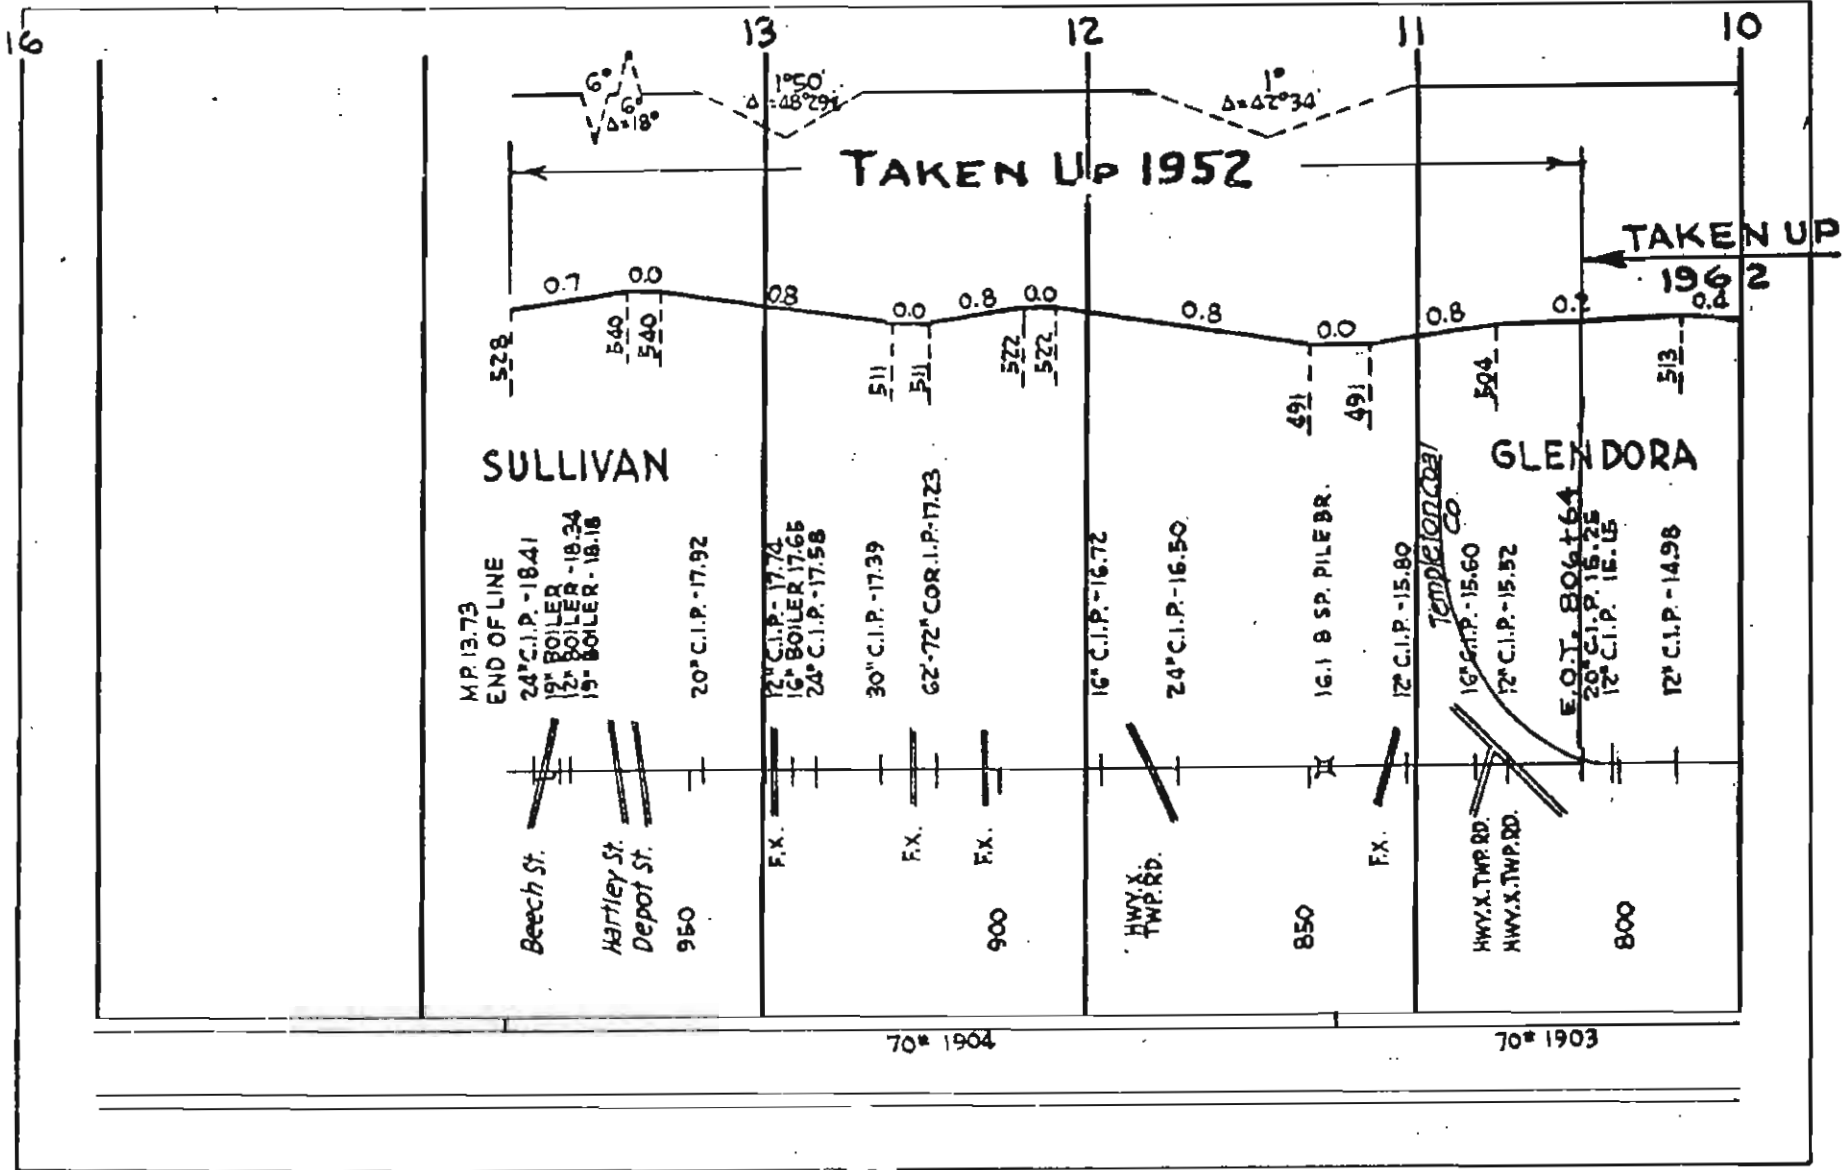 16
13
12
11
10
6°
6°
Δ=18°
1°50'
1°
Δ=42°34'
TAKEN UP 1952
TAKEN UP
1962
0.7
0.0
0.8
0.0
0.8
0.0
0.8
0.0
0.8
0.2
0.4
528
540
540
511
511
522
522
491
491
504
513
SULLIVAN
GLENDORA
M.P. 13.73
END OF LINE
24" C.I.P. - 18.41
19" BOILER
12" BOILER - 18.34
19" BOILER - 18.18
20" C.I.P. - 17.92
12" C.I.P. - 17.74
16" BOILER 17.65
24" C.I.P. - 17.58
30" C.I.P. - 17.39
62'-72" COR. I.P. - 17.23
16" C.I.P. - 16.72
24" C.I.P. - 16.50
16.1 8 SP. PILE BR.
12" C.I.P. - 15.80
Templeton Coal
Co.
16" C.I.P. - 15.60
12" C.I.P. - 15.52
E.O.T. 806+64
20" C.I.P. 15.25
12" C.I.P. 15.15
12" C.I.P. - 14.98
Beech St.
Hartley St.
Depot St.
950
F.X.
F.X.
F.X.
900
HWY. X.
TWP. RD.
850
F.X.
HWY. X. TWP. RD.
HWY. X. TWP. RD.
800
70# 1904
70# 1903